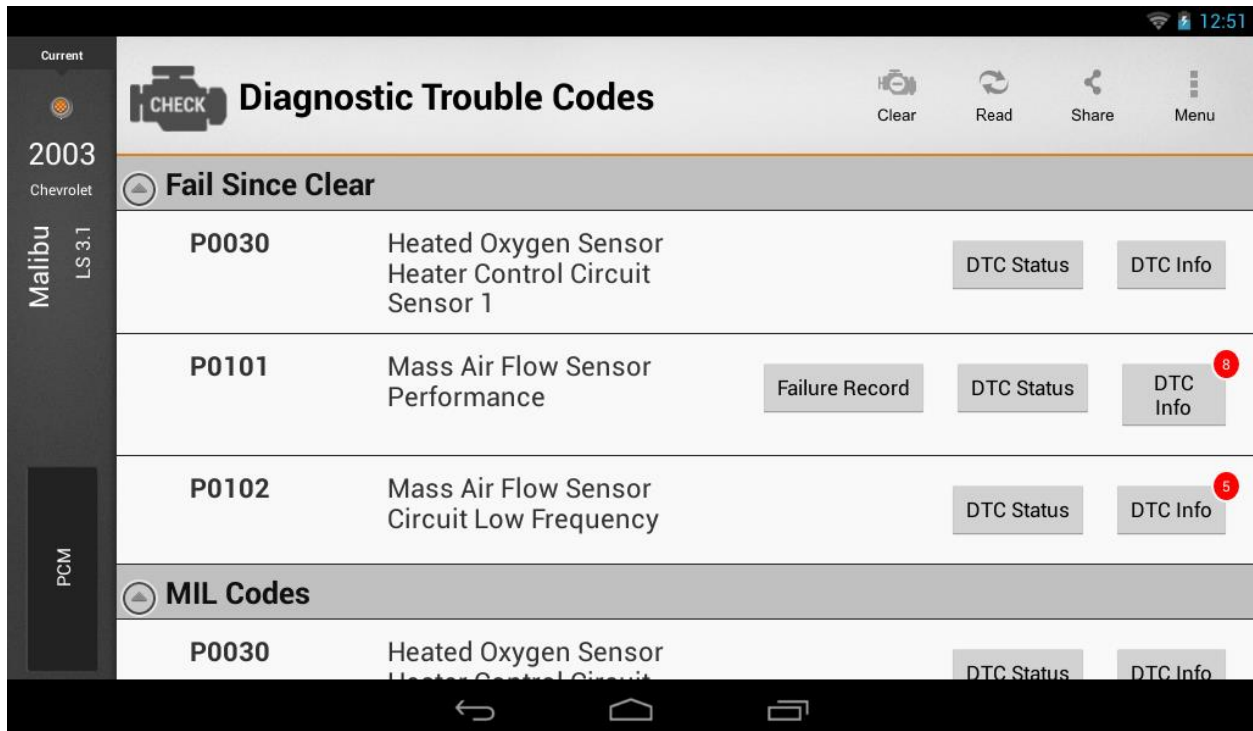 12:51
Current
2003
Chevrolet
Malibu
LS 3.1
PCM
CHECK
Diagnostic Trouble Codes
Clear
Read
Share
Menu
Fail Since Clear
P0030
Heated Oxygen Sensor
Heater Control Circuit
Sensor 1
DTC Status
DTC Info
P0101
Mass Air Flow Sensor
Performance
Failure Record
DTC Status
DTC
Info
8
P0102
Mass Air Flow Sensor
Circuit Low Frequency
DTC Status
DTC Info
5
MIL Codes
P0030
Heated Oxygen Sensor
Heater Control Circuit
DTC Status
DTC Info